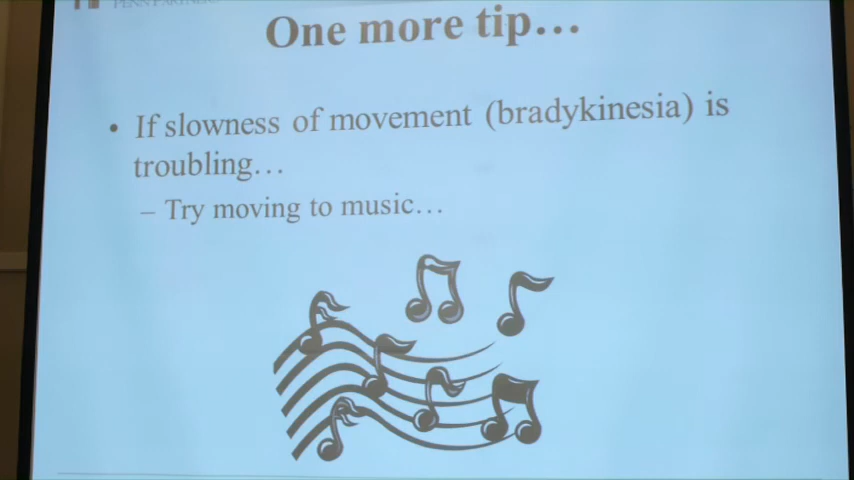 One more tip…
• If slowness of movement (bradykinesia) is
troubling…
– Try moving to music…